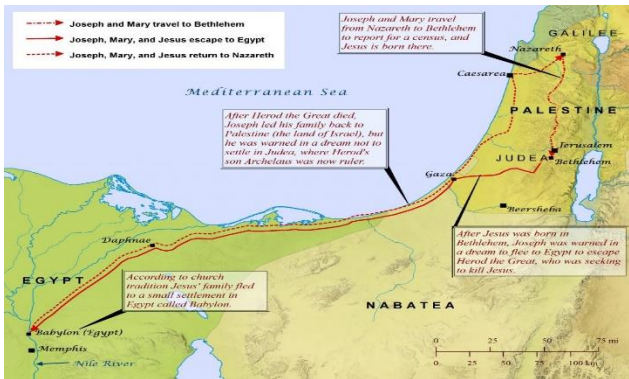 Joseph and Mary travel to Bethlehem
Joseph, Mary, and Jesus escape to Egypt
Joseph, Mary, and Jesus return to Nazareth
Joseph and Mary travel
from Nazareth to Bethlehem
to report for a census, and
Jesus is born there.
GALILEE
Nazareth
Caesarea
Mediterranean Sea
PALESTINE
After Herod the Great died,
Joseph led his family back to
Palestine (the land of Israel), but
he was warned in a dream not to
settle in Judea, where Herod's
son Archelaus was now ruler.
Jerusalem
JUDEA
Bethlehem
Gaza
Beersheba
After Jesus was born in
Bethlehem, Joseph was warned in
a dream to flee to Egypt to escape
Herod the Great, who was seeking
to kill Jesus.
Daphnae
EGYPT
According to church
tradition Jesus' family fled
to a small settlement in
Egypt called Babylon.
NABATEA
Babylon (Egypt)
Memphis
Nile River
0 25 50 75 mi
0 25 50 75 100 km